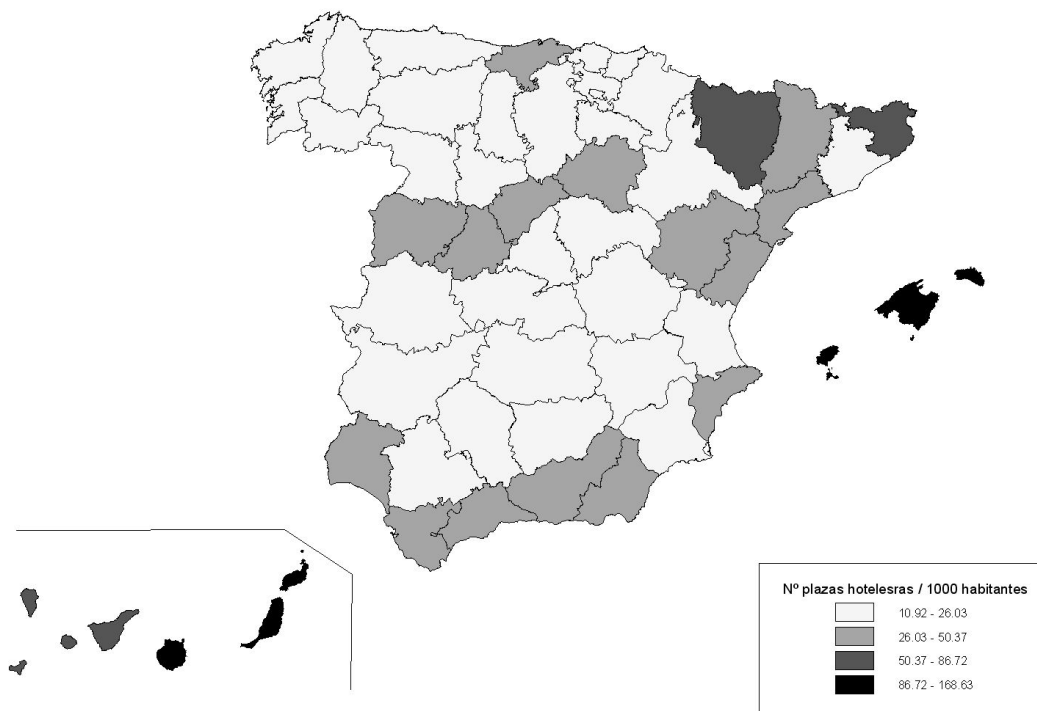 Nº plazas hotelesras / 1000 habitantes
10.92 - 26.03
26.03 - 50.37
50.37 - 86.72
86.72 - 168.63